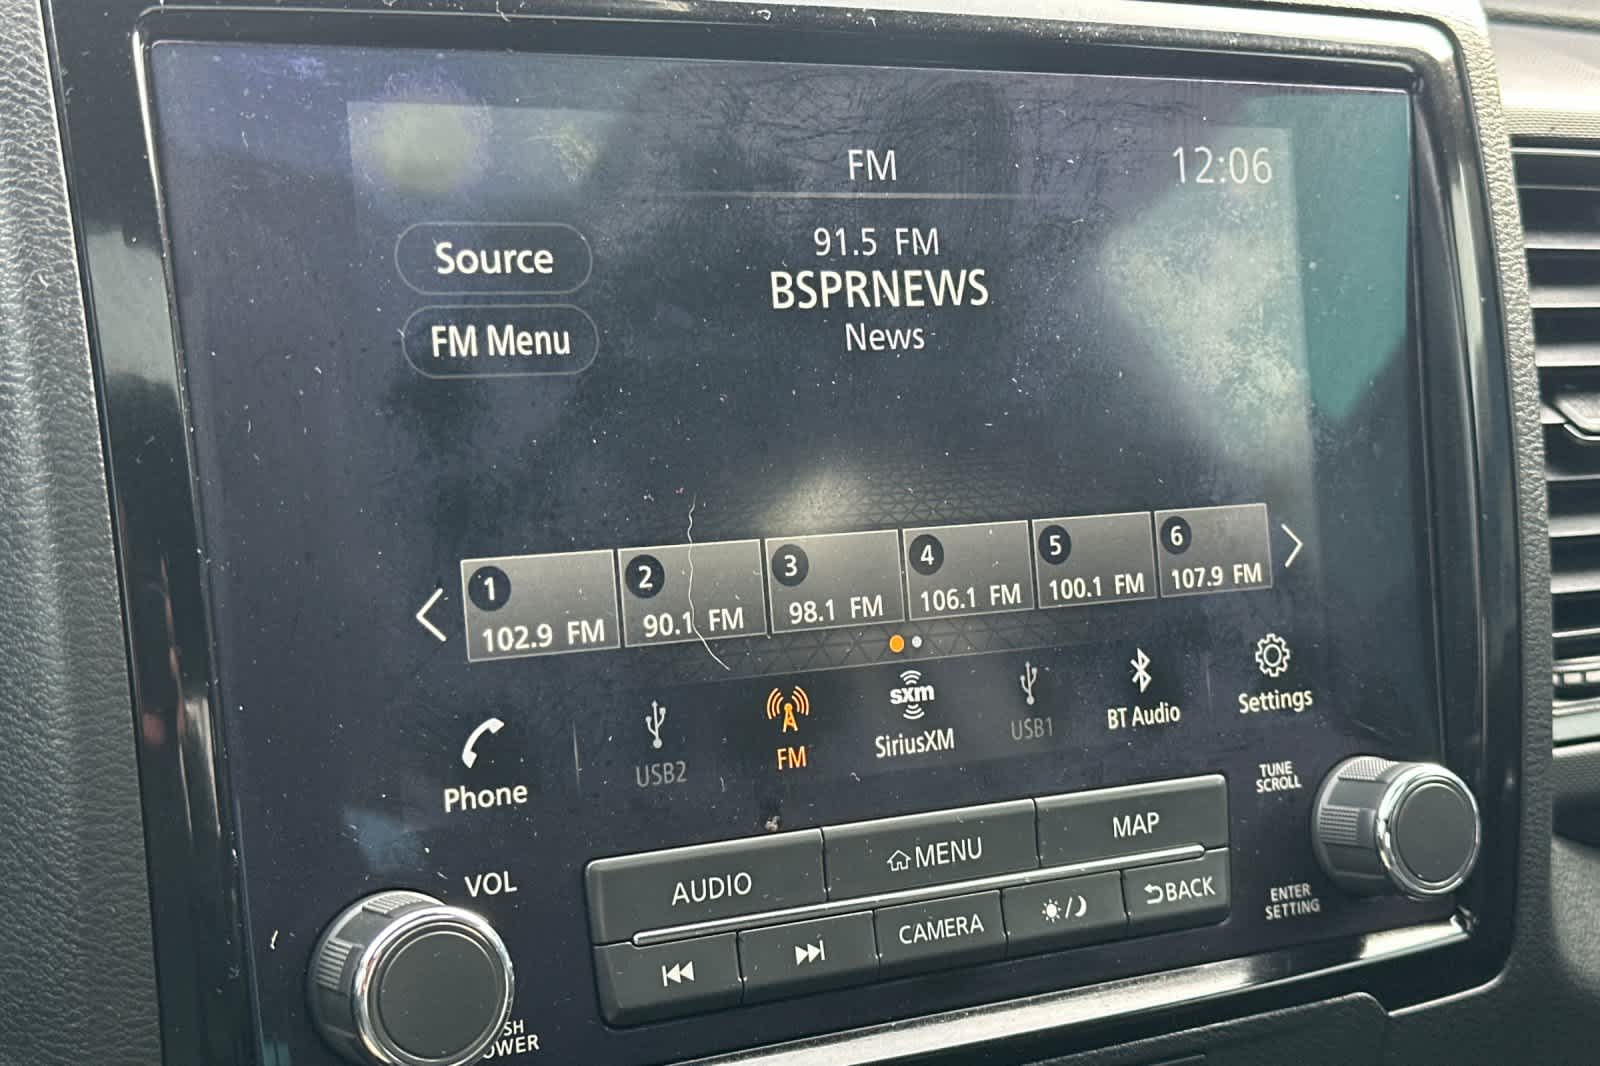 FM
12:06
Source
91.5 FM
BSPRNEWS
FM Menu
News
1
102.9 FM
2
90.1 FM
3
98.1 FM
4
106.1 FM
5
100.1 FM
6
107.9 FM
Phone
USB2
FM
sxm
SiriusXM
USB1
BT Audio
Settings
TUNE
SCROLL
VOL
AUDIO
MENU
MAP
CAMERA
BACK
ENTER
SETTING
SH
OWER